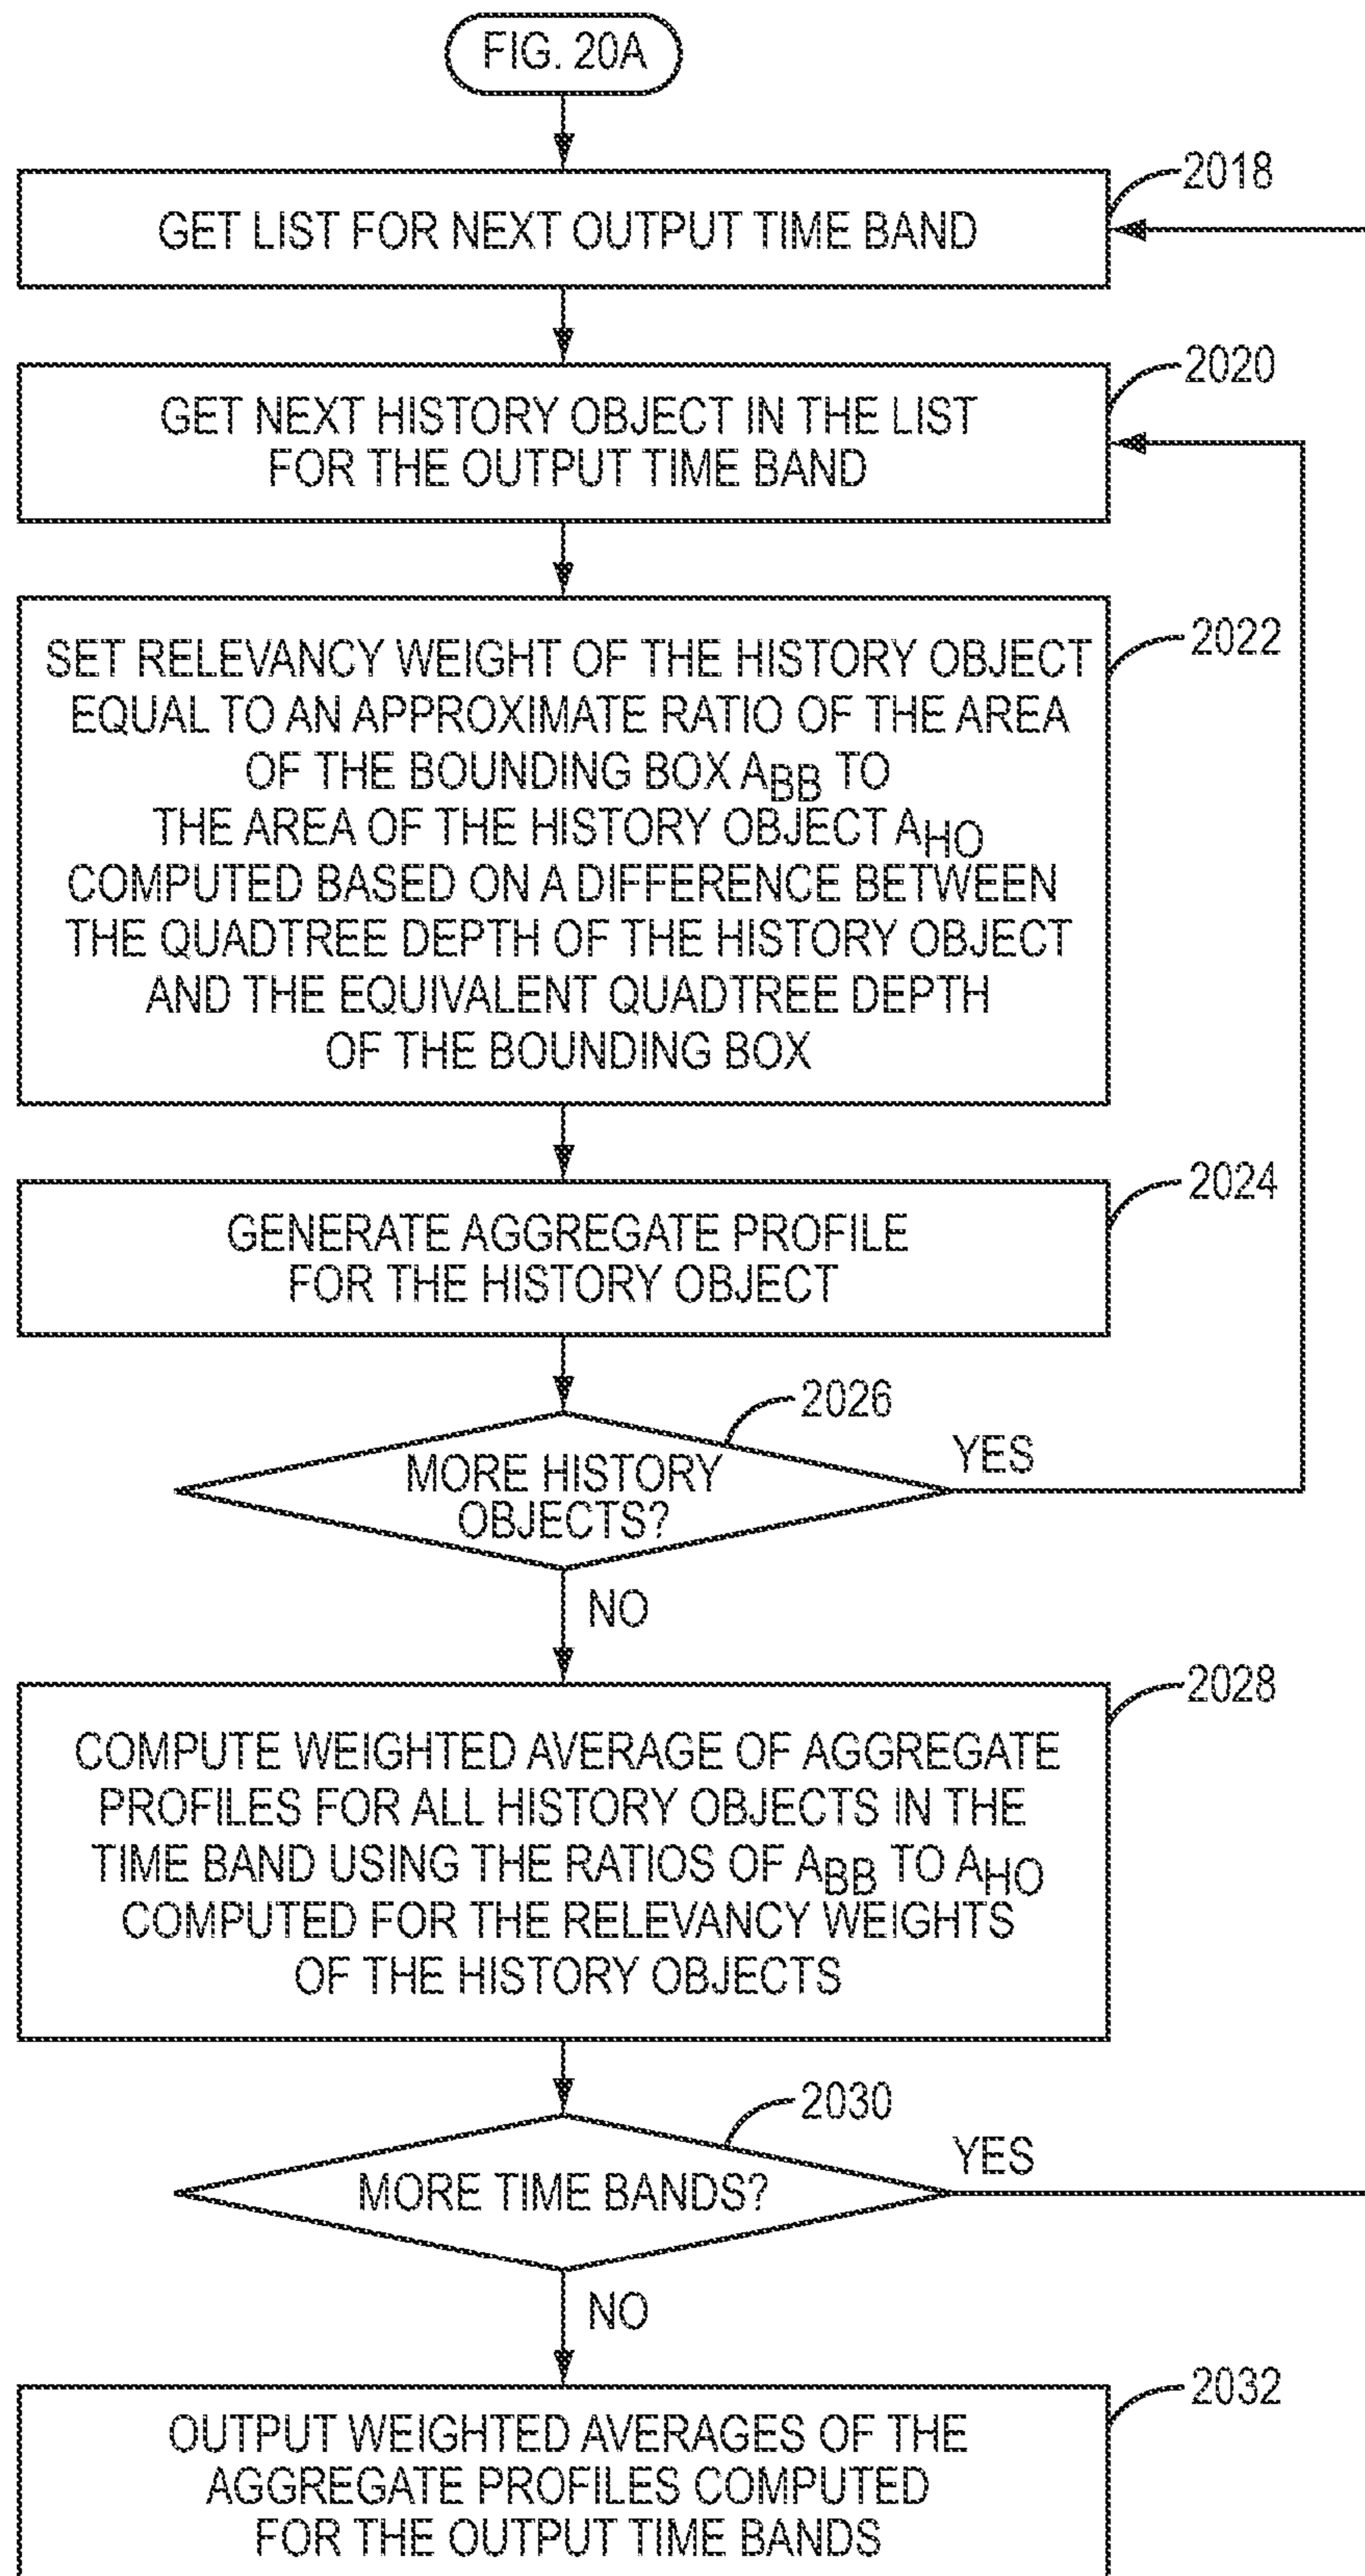 FIG. 20A
2018
GET LIST FOR NEXT OUTPUT TIME BAND
2020
GET NEXT HISTORY OBJECT IN THE LIST
FOR THE OUTPUT TIME BAND
2022
SET RELEVANCY WEIGHT OF THE HISTORY OBJECT
EQUAL TO AN APPROXIMATE RATIO OF THE AREA
OF THE BOUNDING BOX ABB TO
THE AREA OF THE HISTORY OBJECT AHO
COMPUTED BASED ON A DIFFERENCE BETWEEN
THE QUADTREE DEPTH OF THE HISTORY OBJECT
AND THE EQUIVALENT QUADTREE DEPTH
OF THE BOUNDING BOX
2024
GENERATE AGGREGATE PROFILE
FOR THE HISTORY OBJECT
2026
MORE HISTORY
OBJECTS?
YES
NO
2028
COMPUTE WEIGHTED AVERAGE OF AGGREGATE
PROFILES FOR ALL HISTORY OBJECTS IN THE
TIME BAND USING THE RATIOS OF ABB TO AHO
COMPUTED FOR THE RELEVANCY WEIGHTS
OF THE HISTORY OBJECTS
2030
MORE TIME BANDS?
YES
NO
2032
OUTPUT WEIGHTED AVERAGES OF THE
AGGREGATE PROFILES COMPUTED
FOR THE OUTPUT TIME BANDS